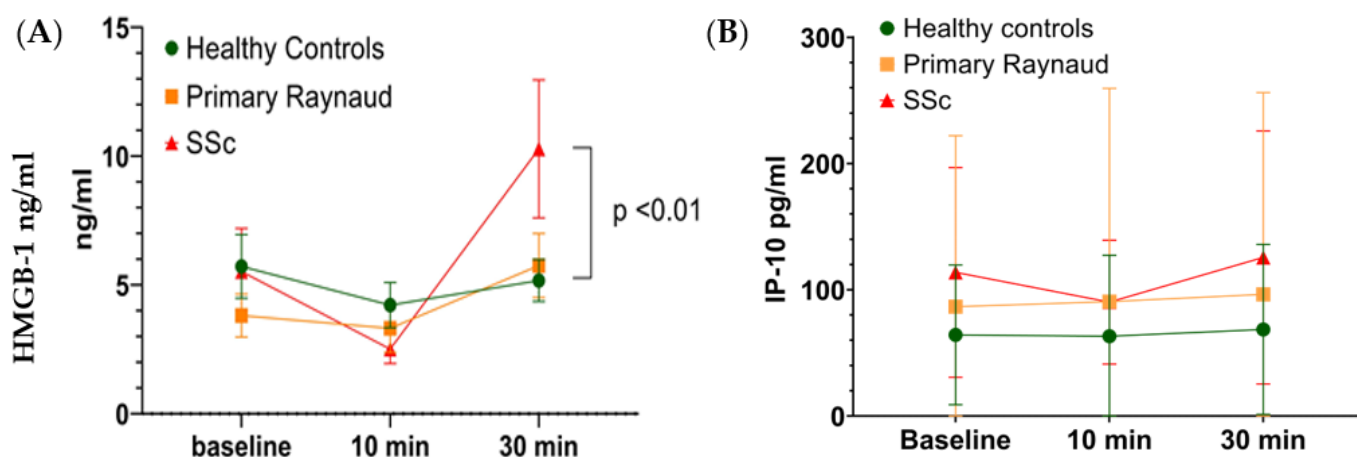 (A)
HMGB-1 ng/ml
ng/ml
15
10
5
0
Healthy Controls
Primary Raynaud
SSc
p <0.01
baseline 10 min 30 min
(B)
IP-10 pg/ml
300
200
100
0
Healthy controls
Primary Raynaud
SSc
Baseline 10 min 30 min